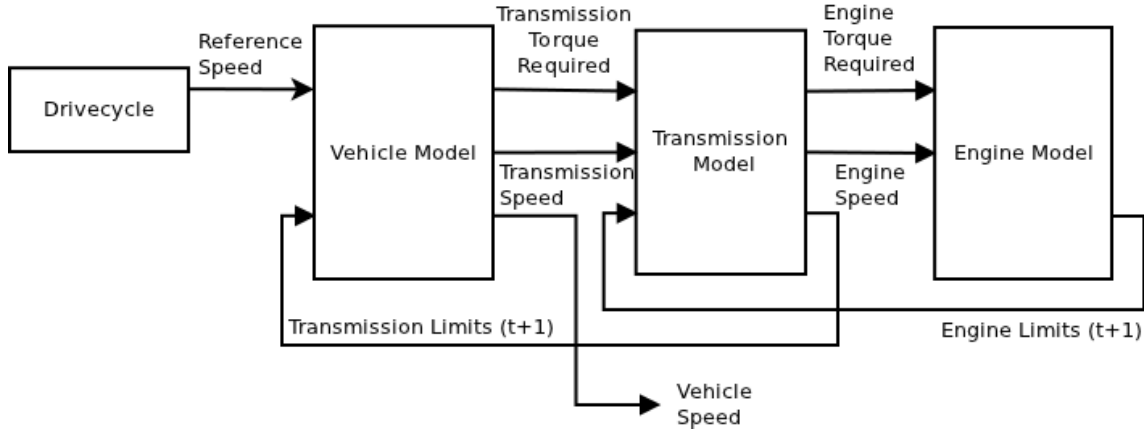 Reference
Speed
Drivecycle
Vehicle Model
Transmission
Torque
Required
Transmission
Speed
Transmission
Model
Engine
Torque
Required
Engine
Speed
Engine Model
Transmission Limits (t+1)
Engine Limits (t+1)
Vehicle
Speed